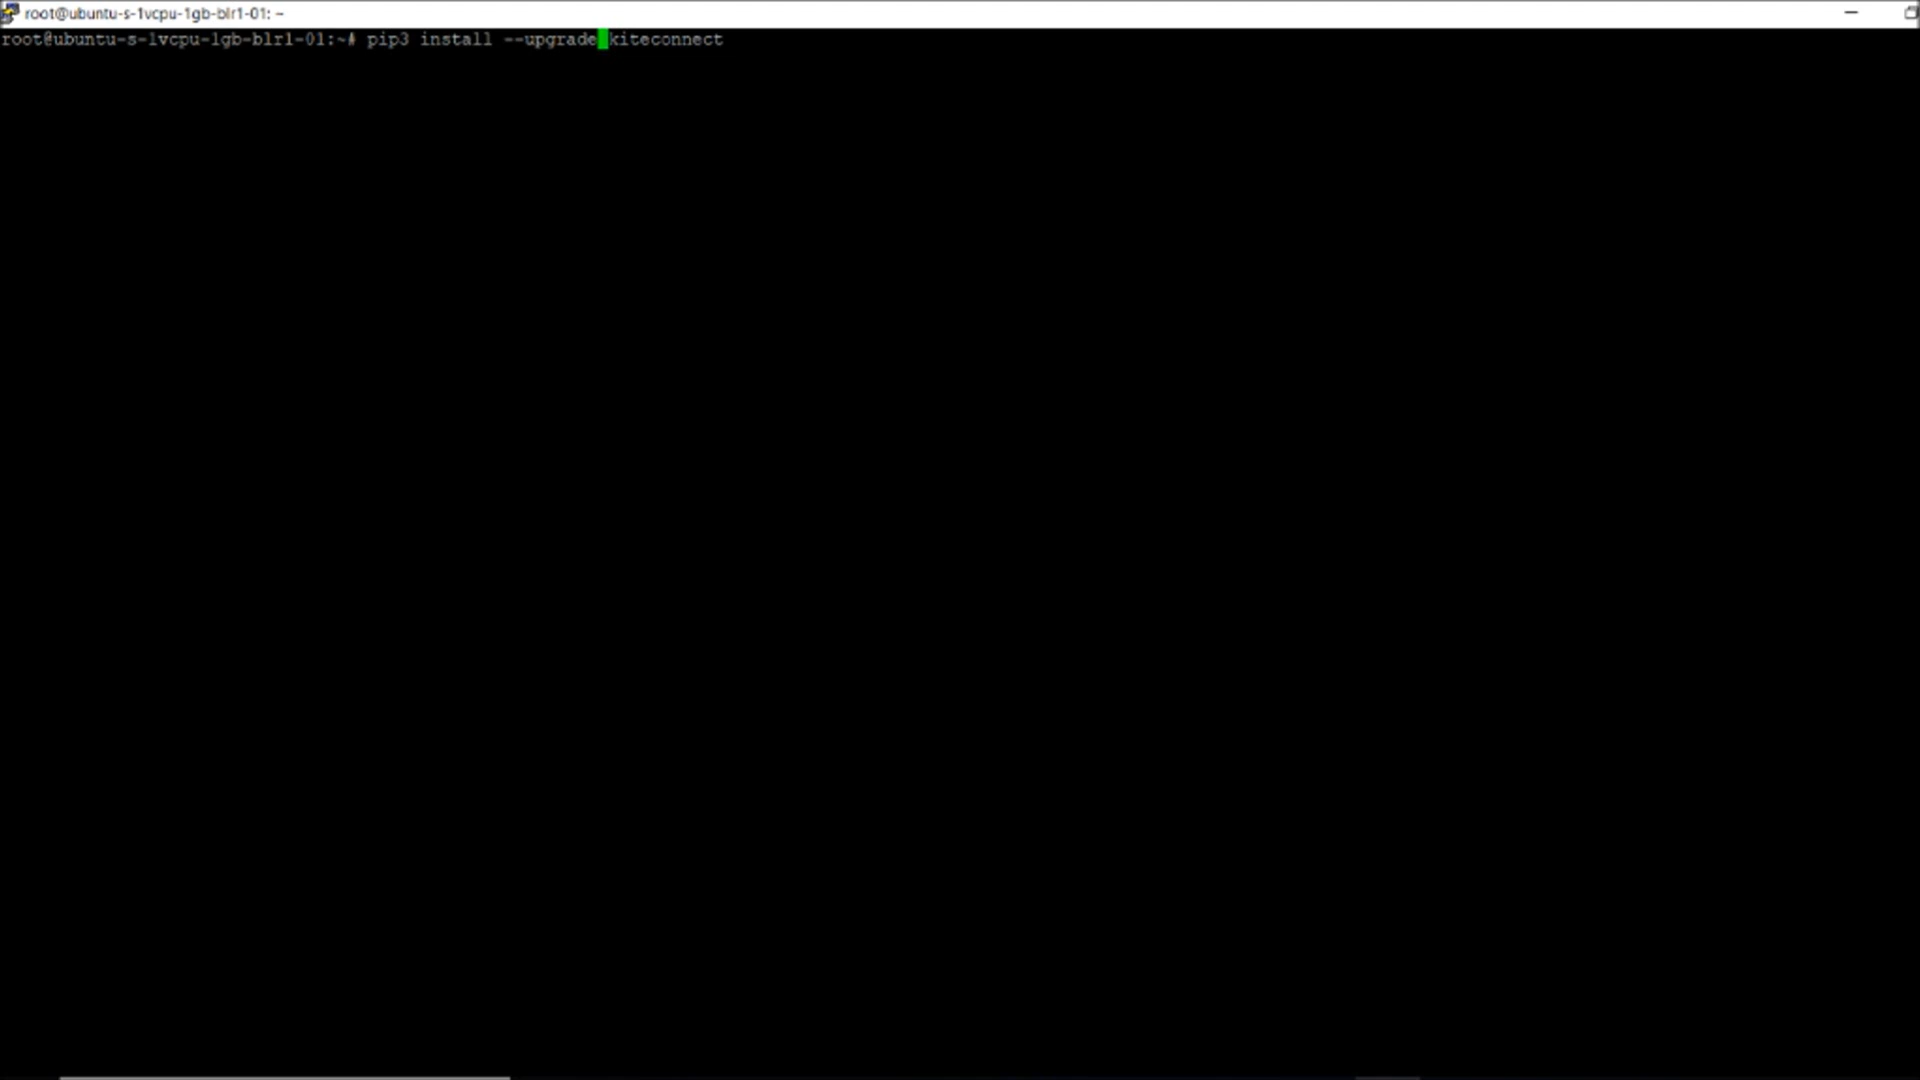 root@ubuntu-s-1vcpu-1gb-blr1-01: ~
root@ubuntu-s-1vcpu-1gb-blr1-01:~# pip3 install --upgrade kiteconnect